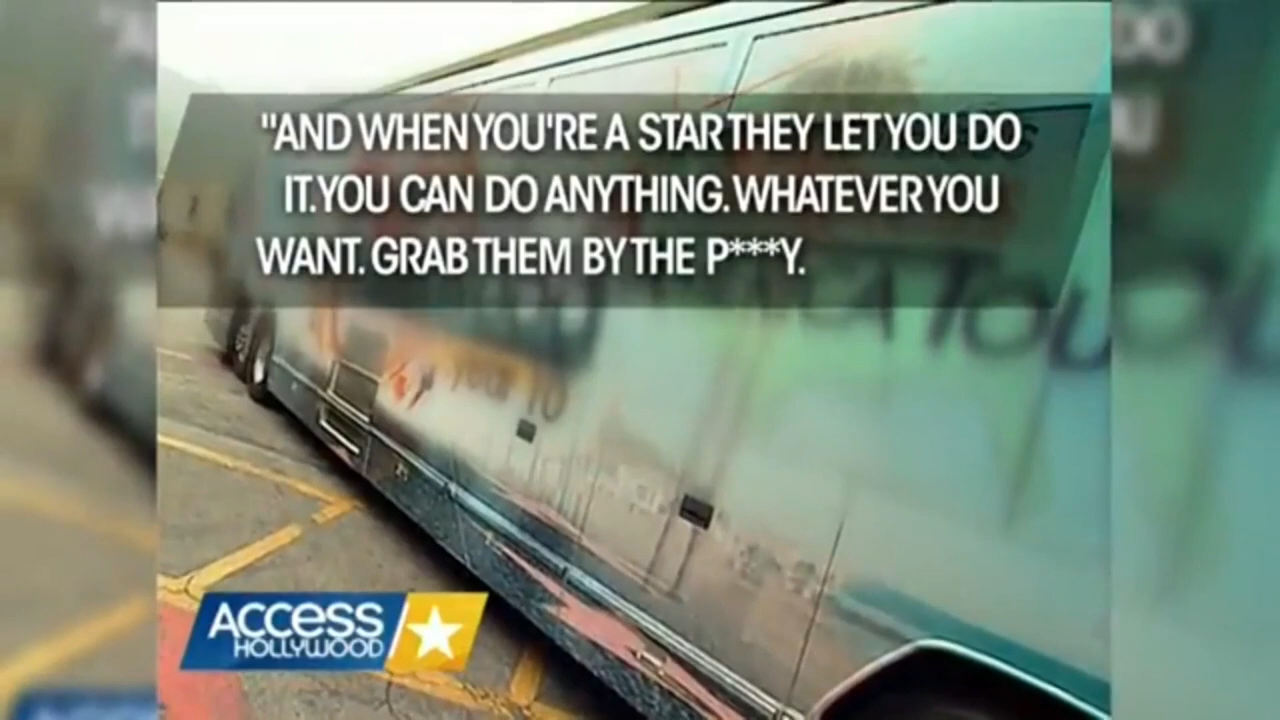 "AND WHEN YOU'RE A STAR THEY LET YOU DO
IT. YOU CAN DO ANYTHING. WHATEVER YOU
WANT. GRAB THEM BY THE P***Y.
ACCESS
HOLLYWOOD